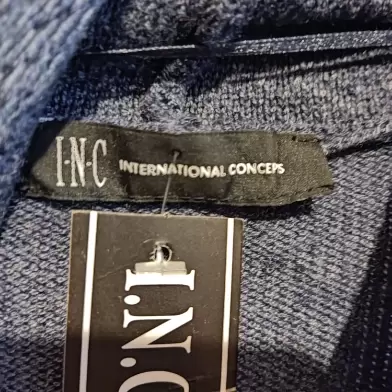 I·N·C INTERNATIONAL CONCEPS
I.N.C